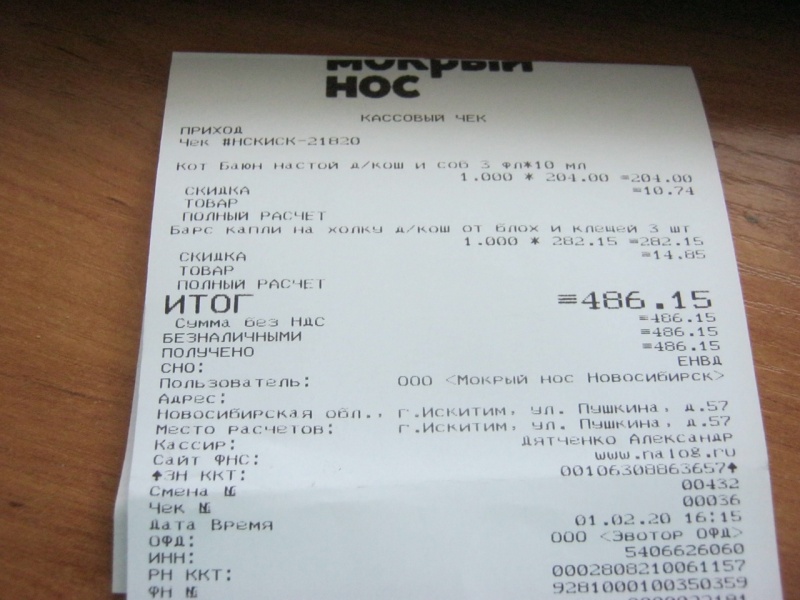 мокрый
нос
КАССОВЫЙ ЧЕК
ПРИХОД
Чек #НСКИСК-21820
Кот Баюн настой д/кош и соб 3 фл*10 мл
1.000 * 204.00 =204.00
СКИДКА =10.74
ТОВАР
ПОЛНЫЙ РАСЧЕТ
Барс капли на холку д/кош от блох и клещей 3 шт
1.000 * 282.15 =282.15
СКИДКА =14.85
ТОВАР
ПОЛНЫЙ РАСЧЕТ
ИТОГ =486.15
Сумма без НДС =486.15
БЕЗНАЛИЧНЫМИ =486.15
ПОЛУЧЕНО =486.15
СНО: ЕНВД
Пользователь: ООО <Мокрый нос Новосибирск>
Адрес:
Новосибирская обл., г.Искитим, ул. Пушкина, д.57
Место расчетов: г.Искитим, ул. Пушкина, д.57
Кассир: Дятченко Александр
Сайт ФНС: www.nalog.ru
↑ЗН ККТ: 00106308863657↑
Смена № 00432
Чек № 00036
Дата Время 01.02.20 16:15
ОФД: ООО <Эвотор ОФД>
ИНН: 5406626060
РН ККТ: 0002808210061157
ФН № 9281000100350359